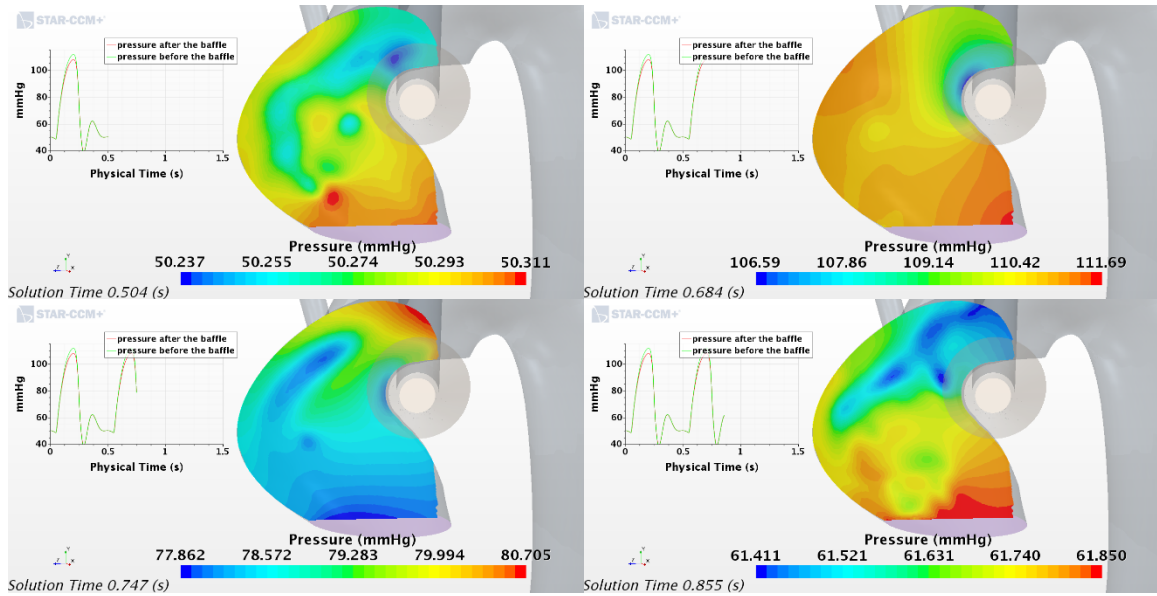 STAR-CCM+
pressure after the baffle
pressure before the baffle
mmHg
100
80
60
40
0 0.5 1 1.5
Physical Time (s)
Pressure (mmHg)
50.237 50.255 50.274 50.293 50.311
Solution Time 0.504 (s)
STAR-CCM+
pressure after the baffle
pressure before the baffle
mmHg
100
80
60
40
0 0.5 1 1.5
Physical Time (s)
Pressure (mmHg)
106.59 107.86 109.14 110.42 111.69
Solution Time 0.684 (s)
STAR-CCM+
pressure after the baffle
pressure before the baffle
mmHg
100
80
60
40
0 0.5 1 1.5
Physical Time (s)
Pressure (mmHg)
77.862 78.572 79.283 79.994 80.705
Solution Time 0.747 (s)
STAR-CCM+
pressure after the baffle
pressure before the baffle
mmHg
100
80
60
40
0 0.5 1 1.5
Physical Time (s)
Pressure (mmHg)
61.411 61.521 61.631 61.740 61.850
Solution Time 0.855 (s)